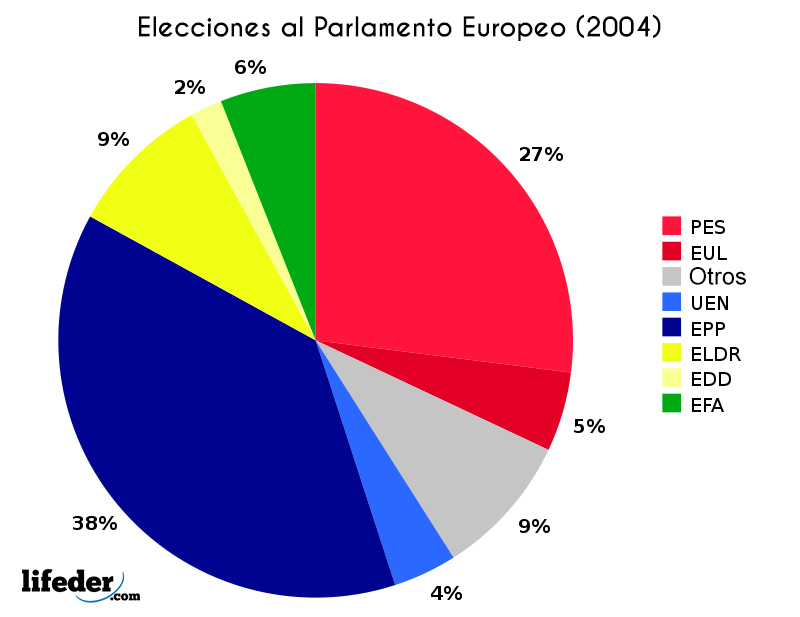 Elecciones al Parlamento Europeo (2004)
6%
2%
9%
27%
PES
EUL
Otros
UEN
EPP
ELDR
EDD
EFA
5%
38%
9%
4%
lifeder
.com